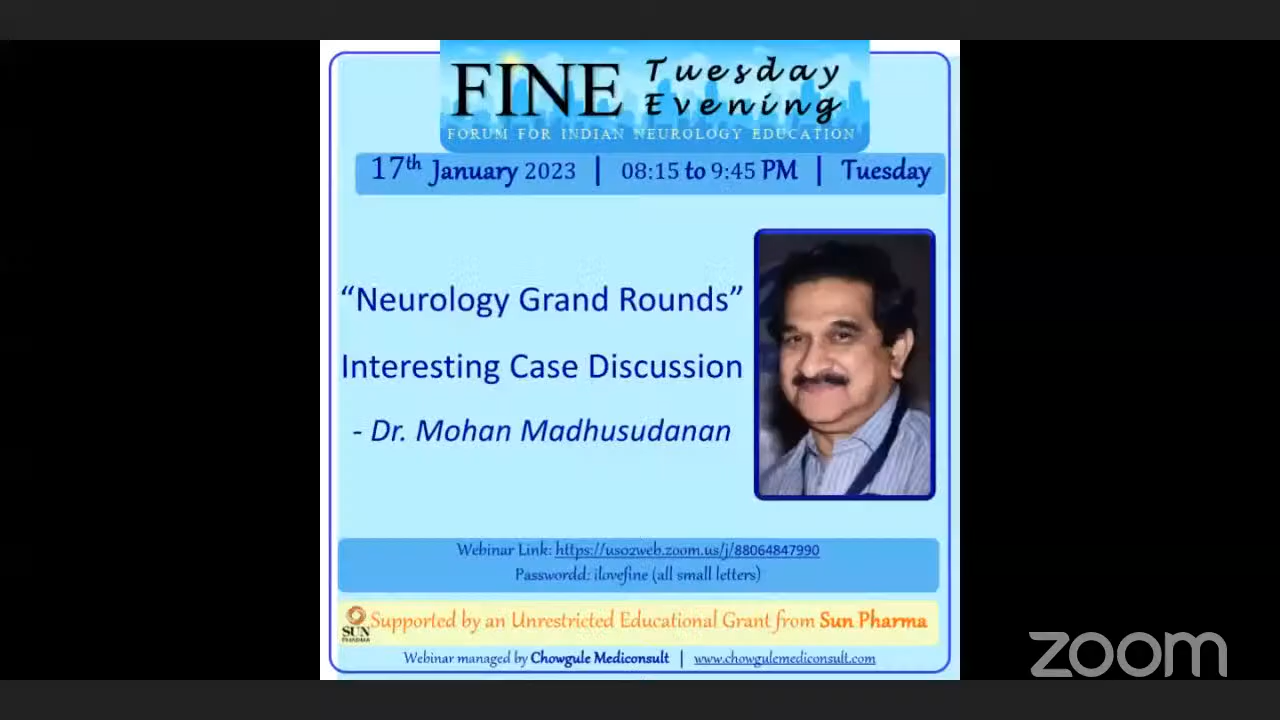 FINE Tuesday Evening
FORUM FOR INDIAN NEUROLOGY EDUCATION
17th January 2023 | 08:15 to 9:45 PM | Tuesday
“Neurology Grand Rounds”
Interesting Case Discussion
- Dr. Mohan Madhusudanan
Webinar Link: https://us02web.zoom.us/j/88064847990
Passwordd: ilovefine (all small letters)
SUN PHARMA
Supported by an Unrestricted Educational Grant from Sun Pharma
Webinar managed by Chowgule Mediconsult | www.chowgulemediconsult.com
zoom